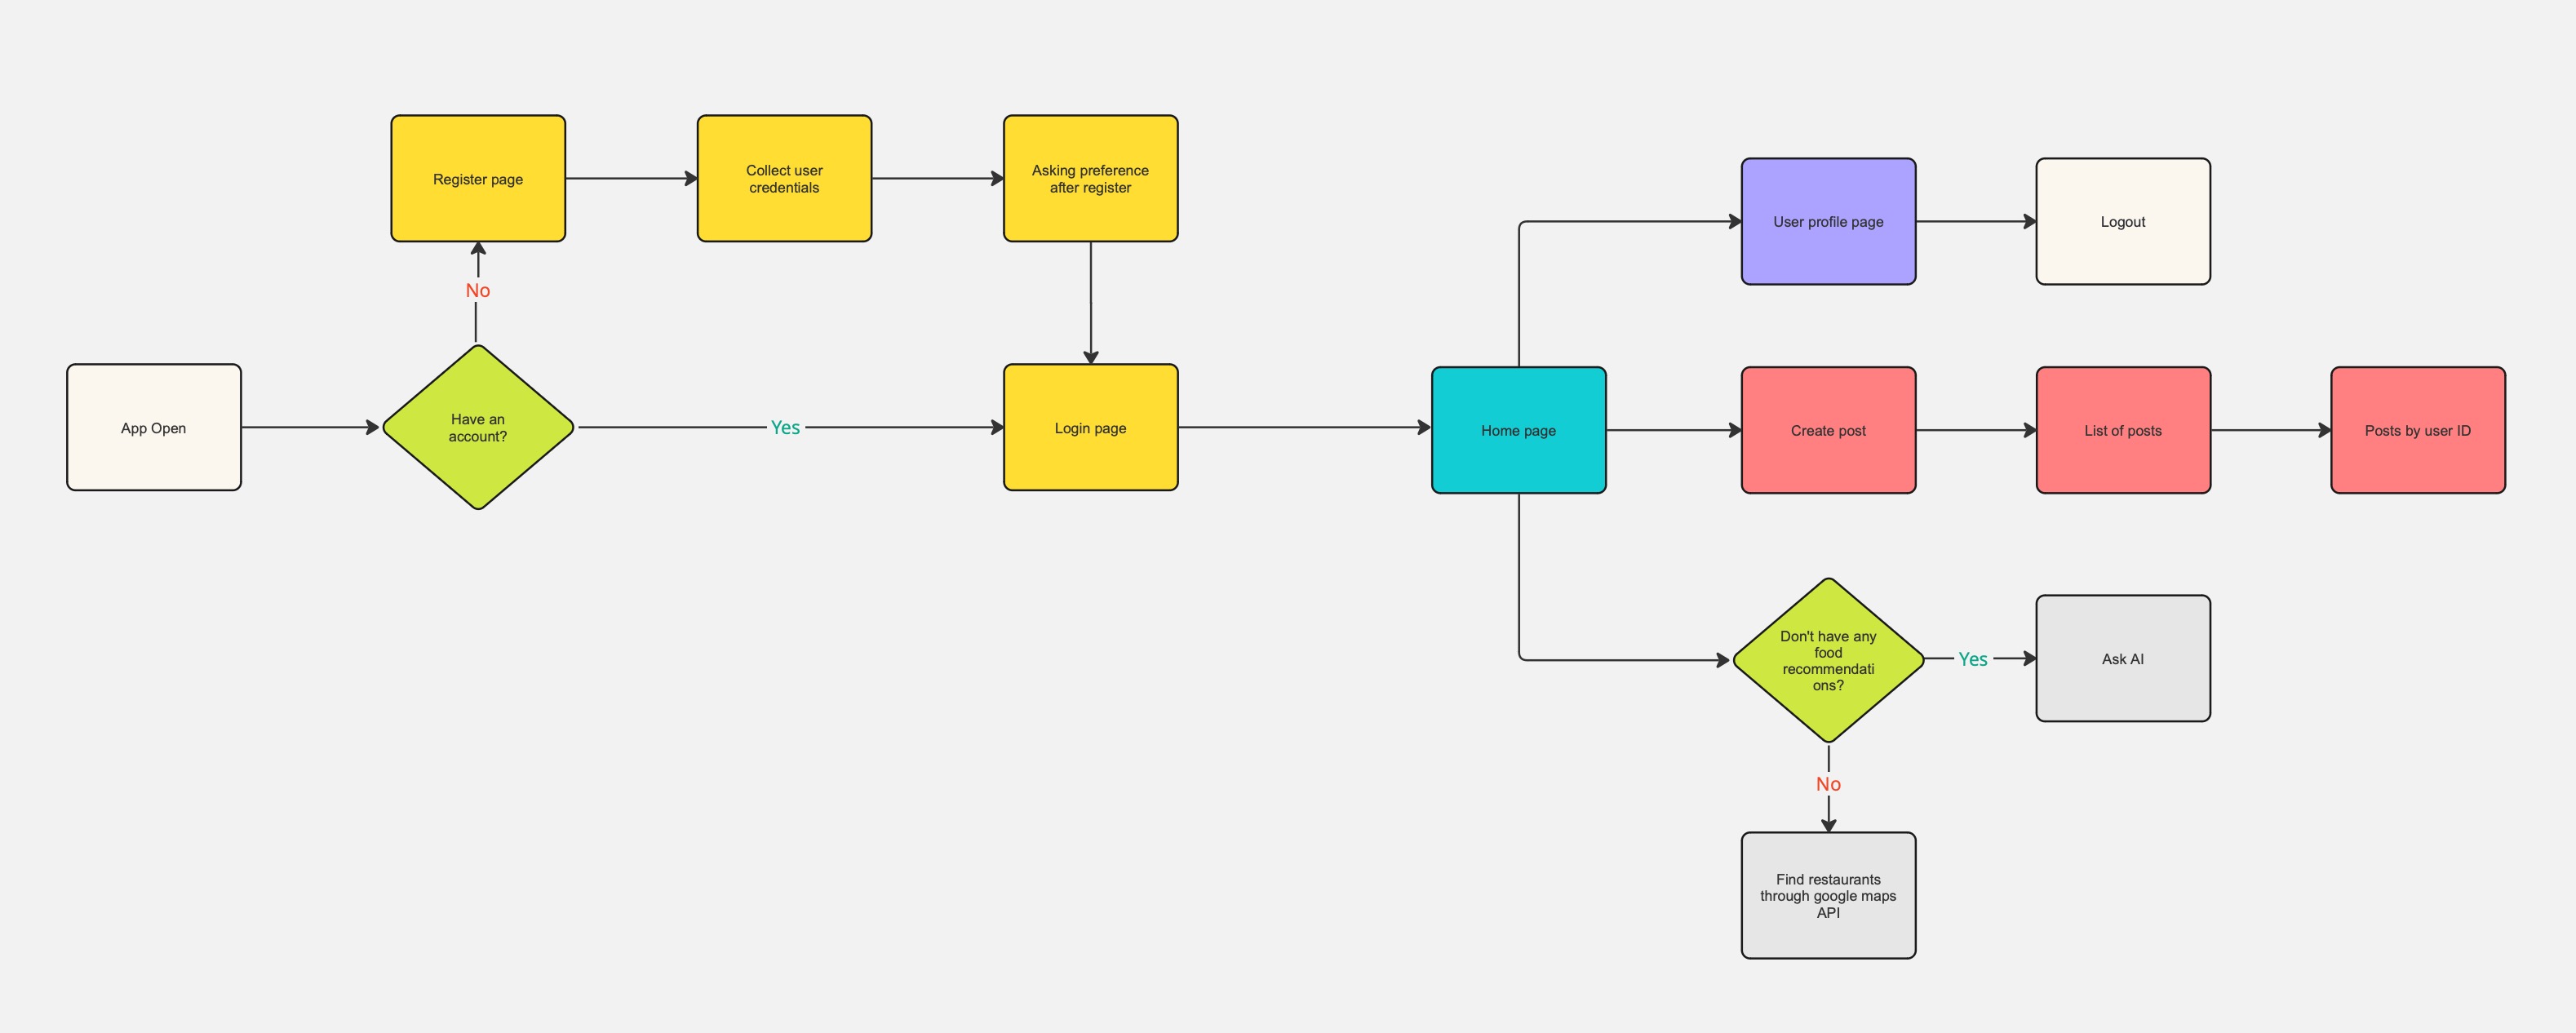 Register page
Collect user
credentials
Asking preference
after register
User profile page
Logout
No
App Open
Have an
account?
Yes
Login page
Home page
Create post
List of posts
Posts by user ID
Don't have any
food
recommendati
ons?
Yes
Ask AI
No
Find restaurants
through google maps
API